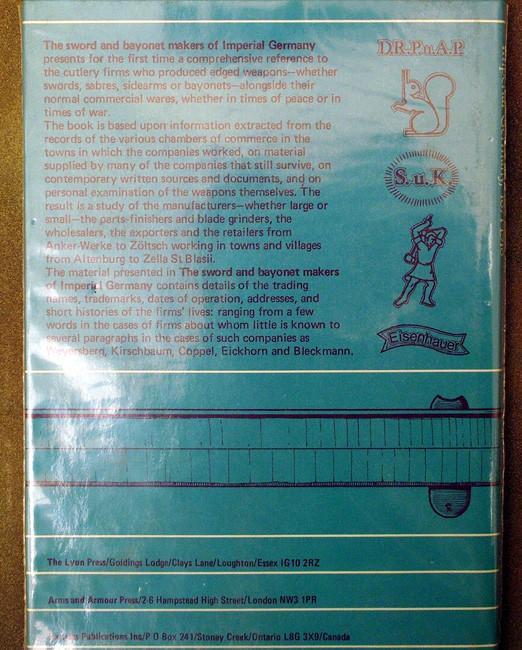 The sword and bayonet makers of Imperial Germany
presents for the first time a comprehensive reference to
the cutlery firms who produced edged weapons—whether
swords, sabres, sidearms or bayonets—alongside their
normal commercial wares, whether in times of peace or in
times of war.
The book is based upon information extracted from the
records of the various chambers of commerce in the
towns in which the companies worked, on material
supplied by many of the companies that still survive, on
contemporary written sources and documents, and on
personal examination of the weapons themselves. The
result is a study of the manufacturers—whether large or
small—the parts-finishers and blade grinders, the
wholesalers, the exporters and the retailers from
Anker-Werke to Zöltsch working in towns and villages
from Altenburg to Zella St Blasii.
The material presented in The sword and bayonet makers
of Imperial Germany contains details of the trading
names, trademarks, dates of operation, addresses, and
short histories of the firms' lives: ranging from a few
words in the cases of firms about whom little is known to
several paragraphs in the cases of such companies as
Weyersberg, Kirschbaum, Coppel, Eickhorn and Bleckmann.
D.R.P.u.A.P.
S.u.K.
Eisenhauer
The Lyon Press/Goldings Lodge/Clays Lane/Loughton/Essex IG10 2RZ
Arms and Armour Press/2-6 Hampstead High Street/London NW3 1PR
Publications Inc/P O Box 241/Stoney Creek/Ontario L8G 3X9/Canada